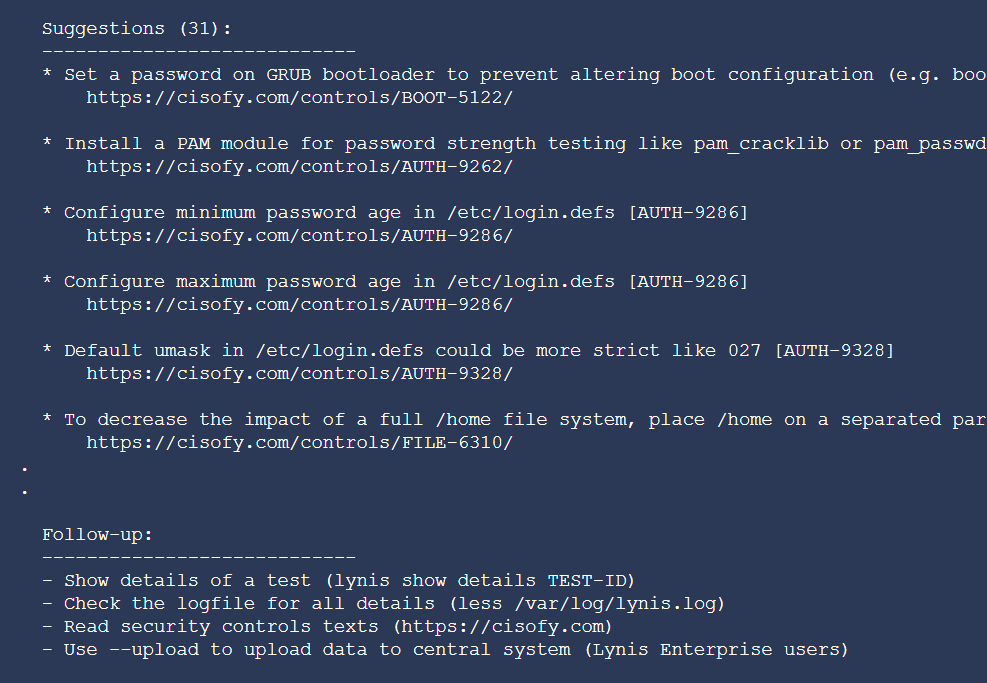 Suggestions (31):
----------------------------
* Set a password on GRUB bootloader to prevent altering boot configuration (e.g. boo
https://cisofy.com/controls/BOOT-5122/
* Install a PAM module for password strength testing like pam_cracklib or pam_passwd
https://cisofy.com/controls/AUTH-9262/
* Configure minimum password age in /etc/login.defs [AUTH-9286]
https://cisofy.com/controls/AUTH-9286/
* Configure maximum password age in /etc/login.defs [AUTH-9286]
https://cisofy.com/controls/AUTH-9286/
* Default umask in /etc/login.defs could be more strict like 027 [AUTH-9328]
https://cisofy.com/controls/AUTH-9328/
* To decrease the impact of a full /home file system, place /home on a separated par
https://cisofy.com/controls/FILE-6310/
.
.
Follow-up:
----------------------------
- Show details of a test (lynis show details TEST-ID)
- Check the logfile for all details (less /var/log/lynis.log)
- Read security controls texts (https://cisofy.com)
- Use --upload to upload data to central system (Lynis Enterprise users)